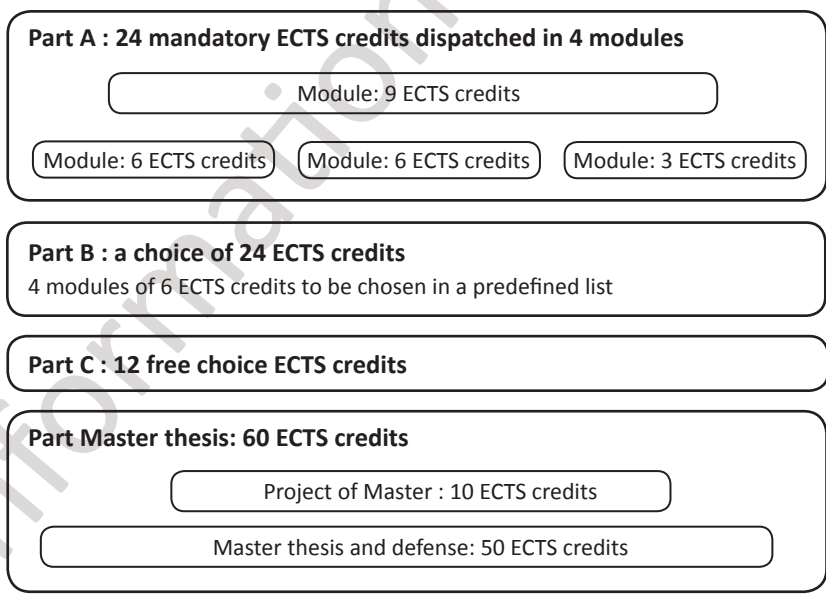 Part A : 24 mandatory ECTS credits dispatched in 4 modules
Module: 9 ECTS credits
Module: 6 ECTS credits
Module: 6 ECTS credits
Module: 3 ECTS credits
Part B : a choice of 24 ECTS credits
4 modules of 6 ECTS credits to be chosen in a predefined list
Part C : 12 free choice ECTS credits
Part Master thesis: 60 ECTS credits
Project of Master : 10 ECTS credits
Master thesis and defense: 50 ECTS credits